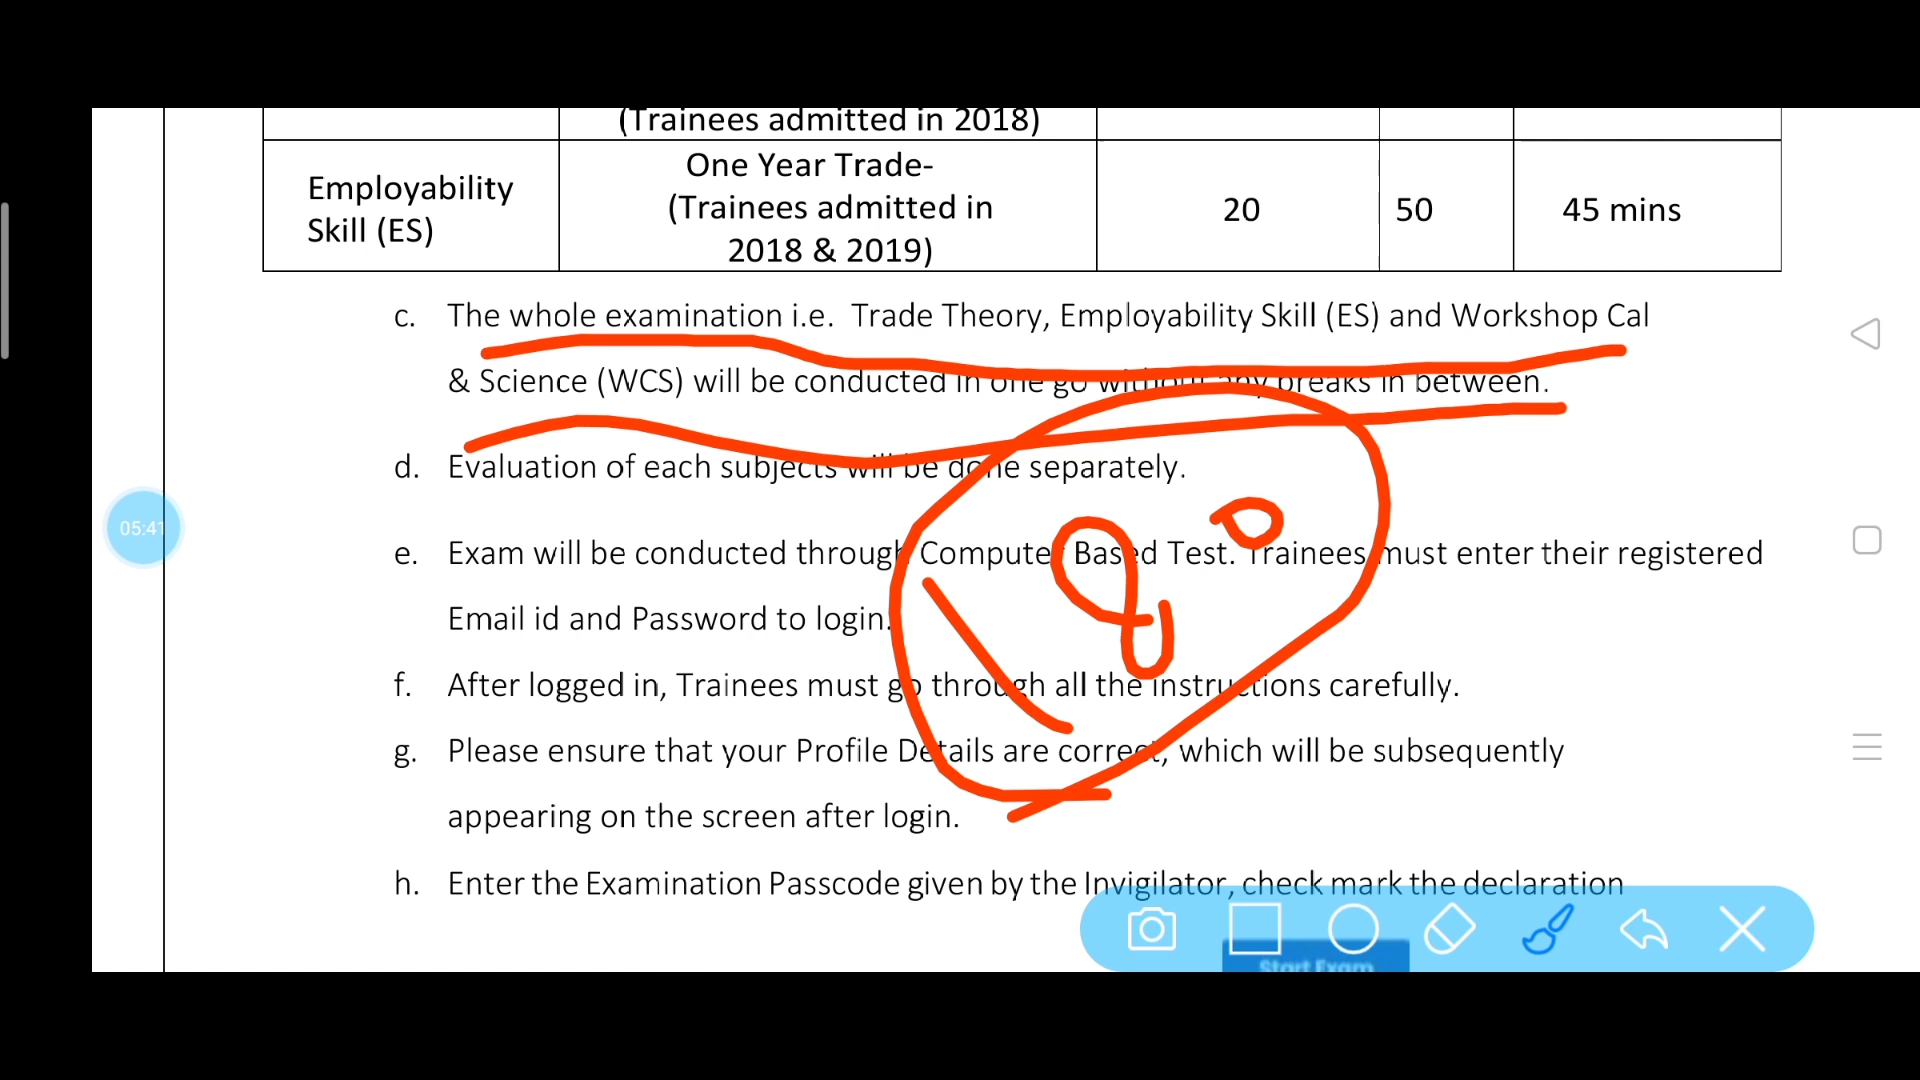 (Trainees admitted in 2018)
Employability
Skill (ES)
One Year Trade-
(Trainees admitted in
2018 & 2019)
20
50
45 mins
c. The whole examination i.e. Trade Theory, Employability Skill (ES) and Workshop Cal
& Science (WCS) will be conducted in one go without any breaks in between.
d. Evaluation of each subjects will be done separately.
e. Exam will be conducted through Computer Based Test. Trainees must enter their registered
Email id and Password to login.
f. After logged in, Trainees must go through all the instructions carefully.
g. Please ensure that your Profile Details are correct, which will be subsequently
appearing on the screen after login.
h. Enter the Examination Passcode given by the Invigilator, check mark the declaration
Start Exam
05:41